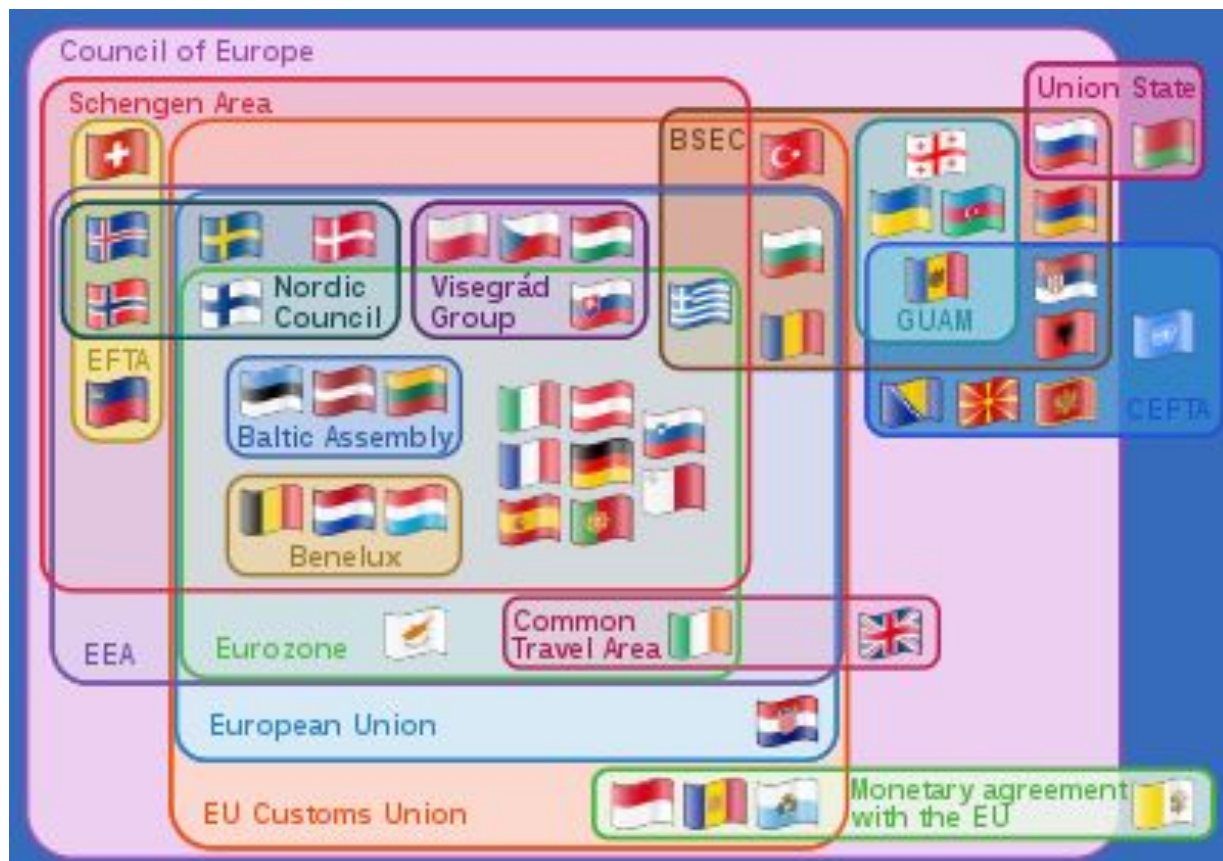 Council of Europe
Schengen Area
Union State
BSEC
Nordic
Council
Visegrád
Group
GUAM
EFTA
CEFTA
Baltic Assembly
Benelux
Common
Travel Area
Eurozone
EEA
European Union
Monetary agreement
with the EU
EU Customs Union